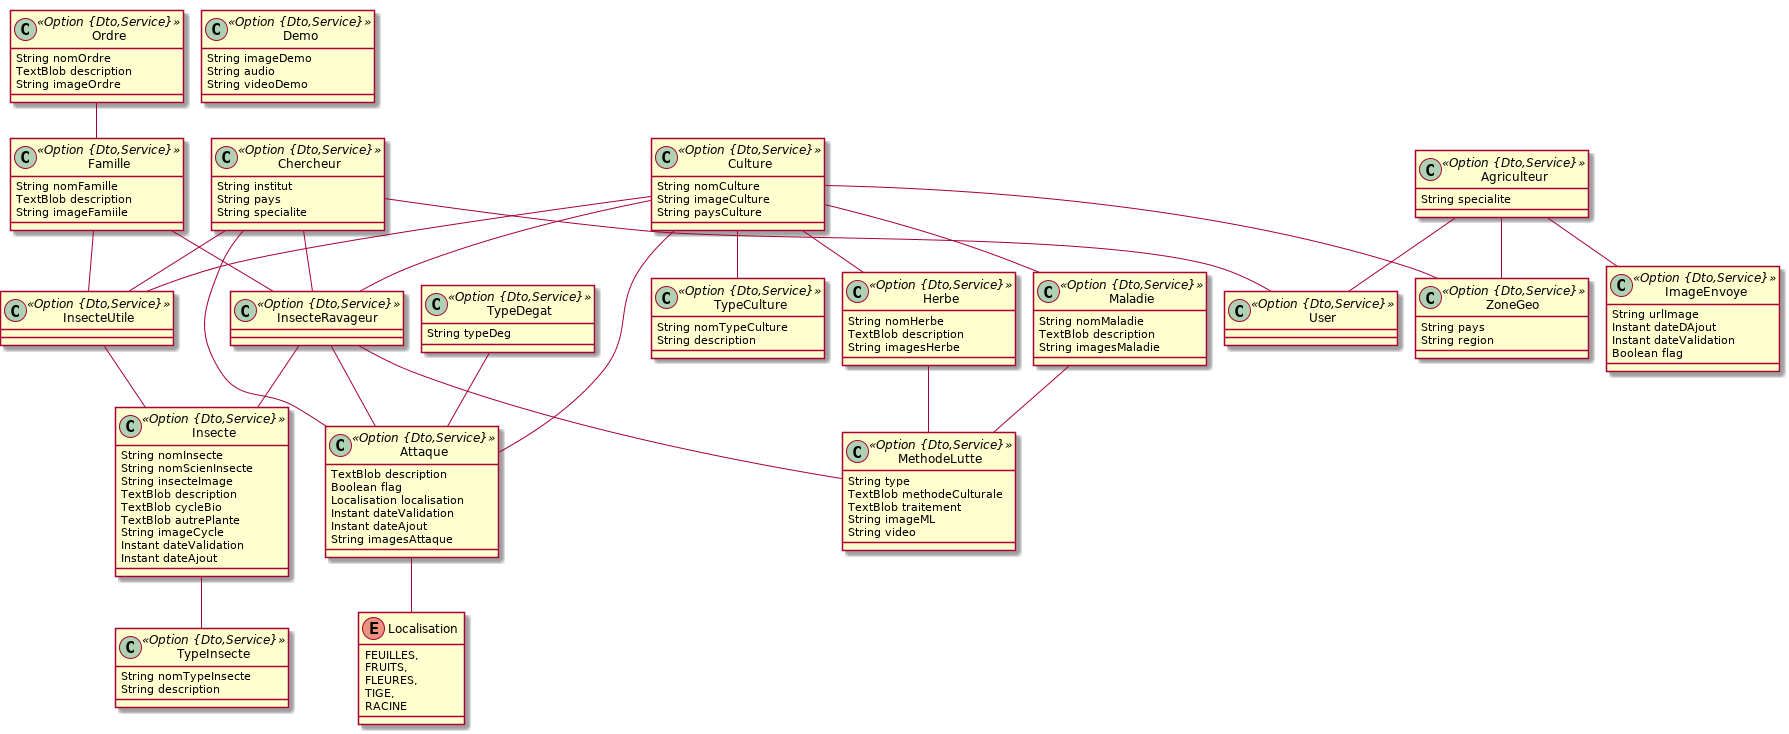 C
«Option {Dto,Service}»
Ordre
String nomOrdre
TextBlob description
String imageOrdre
C
«Option {Dto,Service}»
Demo
String imageDemo
String audio
String videoDemo
C
«Option {Dto,Service}»
Famille
String nomFamille
TextBlob description
String imageFamiile
C
«Option {Dto,Service}»
Chercheur
String institut
String pays
String specialite
C
«Option {Dto,Service}»
Culture
String nomCulture
String imageCulture
String paysCulture
C
«Option {Dto,Service}»
Agriculteur
String specialite
C
«Option {Dto,Service}»
InsecteUtile
C
«Option {Dto,Service}»
InsecteRavageur
C
«Option {Dto,Service}»
TypeDegat
String typeDeg
C
«Option {Dto,Service}»
TypeCulture
String nomTypeCulture
String description
C
«Option {Dto,Service}»
Herbe
String nomHerbe
TextBlob description
String imagesHerbe
C
«Option {Dto,Service}»
Maladie
String nomMaladie
TextBlob description
String imagesMaladie
C
«Option {Dto,Service}»
User
C
«Option {Dto,Service}»
ZoneGeo
String pays
String region
C
«Option {Dto,Service}»
ImageEnvoye
String urlImage
Instant dateDAjout
Instant dateValidation
Boolean flag
C
«Option {Dto,Service}»
Insecte
String nomInsecte
String nomScienInsecte
String insecteImage
TextBlob description
TextBlob cycleBio
TextBlob autrePlante
String imageCycle
Instant dateValidation
Instant dateAjout
C
«Option {Dto,Service}»
Attaque
TextBlob description
Boolean flag
Localisation localisation
Instant dateValidation
Instant dateAjout
String imagesAttaque
C
«Option {Dto,Service}»
MethodeLutte
String type
TextBlob methodeCulturale
TextBlob traitement
String imageML
String video
C
«Option {Dto,Service}»
TypeInsecte
String nomTypeInsecte
String description
E
Localisation
FEUILLES,
FRUITS,
FLEURES,
TIGE,
RACINE